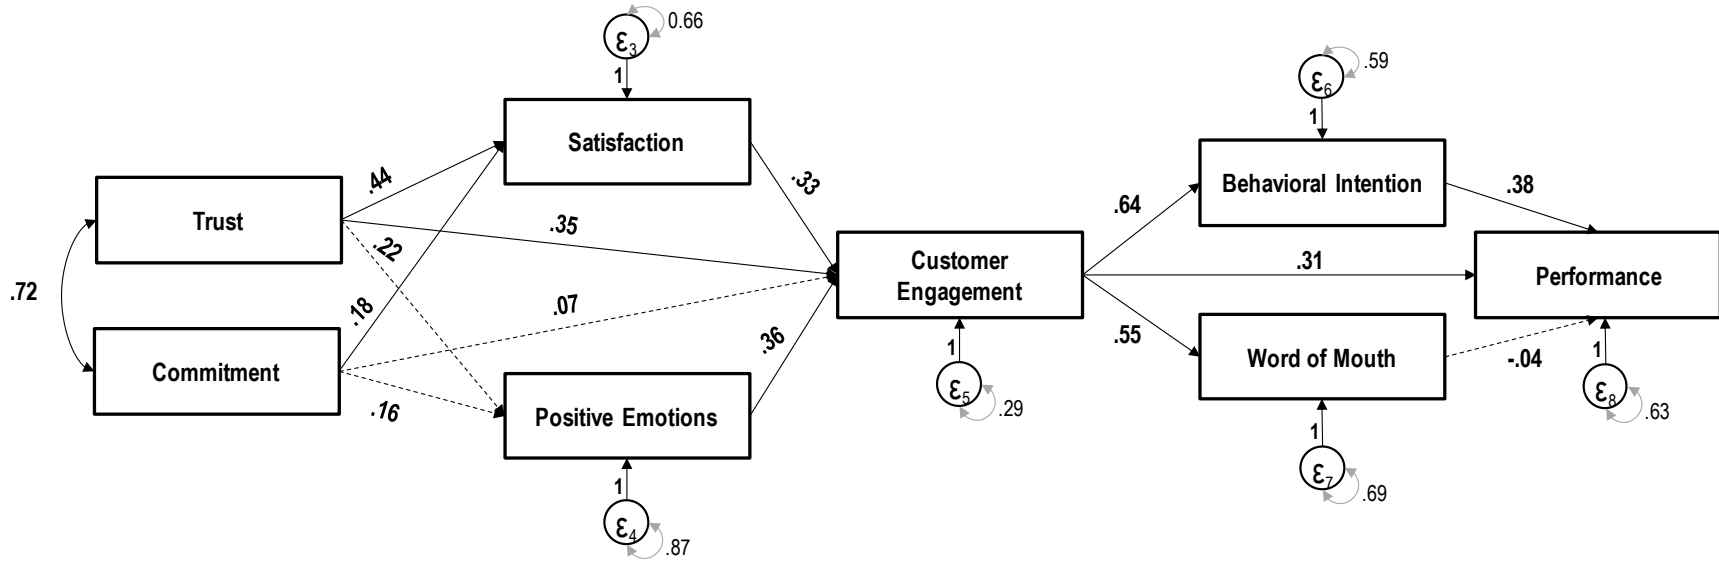 0.66
ε3
1
.59
ε6
1
Satisfaction
.44
.33
Behavioral Intention
.38
.64
Trust
.35
.22
Customer
Engagement
.31
Performance
.72
.18
.07
.55
Word of Mouth
-.04
Commitment
.36
.16
1
ε5
.29
1
ε8
.63
Positive Emotions
1
ε7
.69
1
ε4
.87